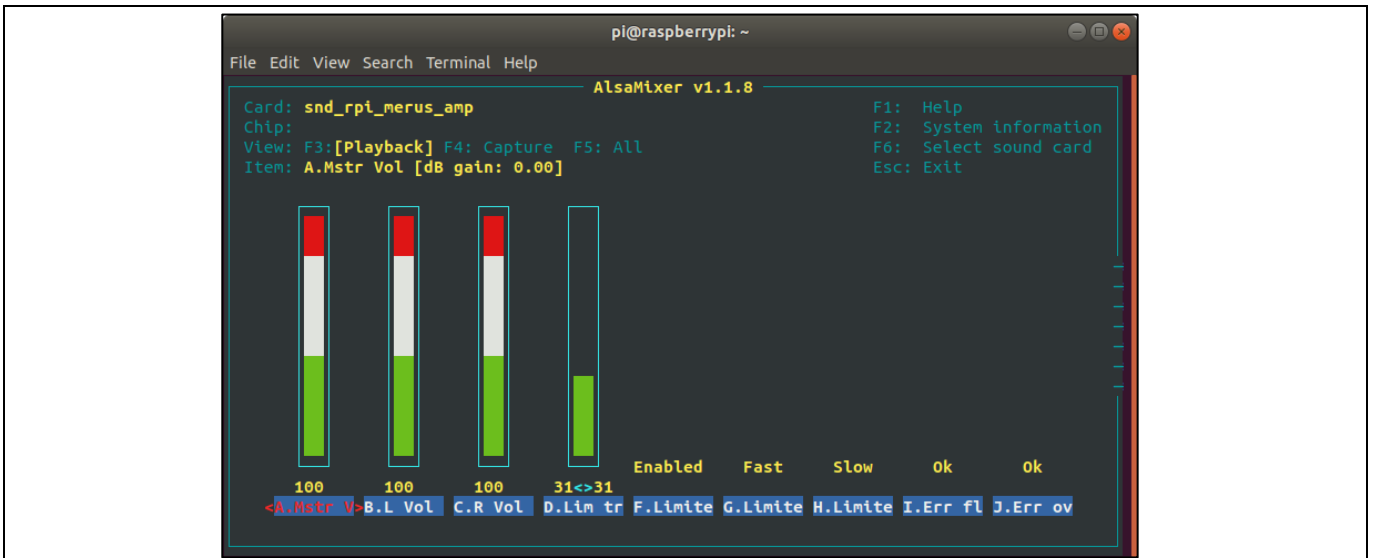 pi@raspberrypi: ~
File Edit View Search Terminal Help
AlsaMixer v1.1.8
Card: snd_rpi_merus_amp F1: Help
Chip: F2: System information
View: F3:[Playback] F4: Capture F5: All F6: Select sound card
Item: A.Mstr Vol [dB gain: 0.00] Esc: Exit
Enabled Fast Slow Ok Ok
100 100 100 31<>31
<A.Mstr V>B.L Vol C.R Vol D.Lim tr F.Limite G.Limite H.Limite I.Err fl J.Err ov